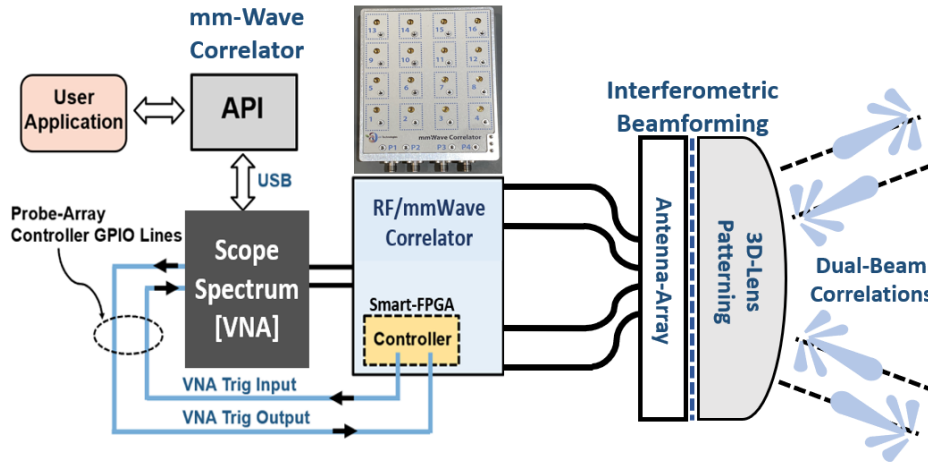 mm-Wave
Correlator
User
Application
API
USB
Probe-Array
Controller GPIO Lines
Scope
Spectrum
[VNA]
VNA Trig Input
VNA Trig Output
13 14 15 16
9 10 11 12
5 6 7 8
1 2 3 4
Technologies
mmWave Correlator
P1 P2 P3 P4
RF/mmWave
Correlator
Smart-FPGA
Controller
Interferometric
Beamforming
Antenna-Array
3D-Lens
Patterning
Dual-Beam
Correlations